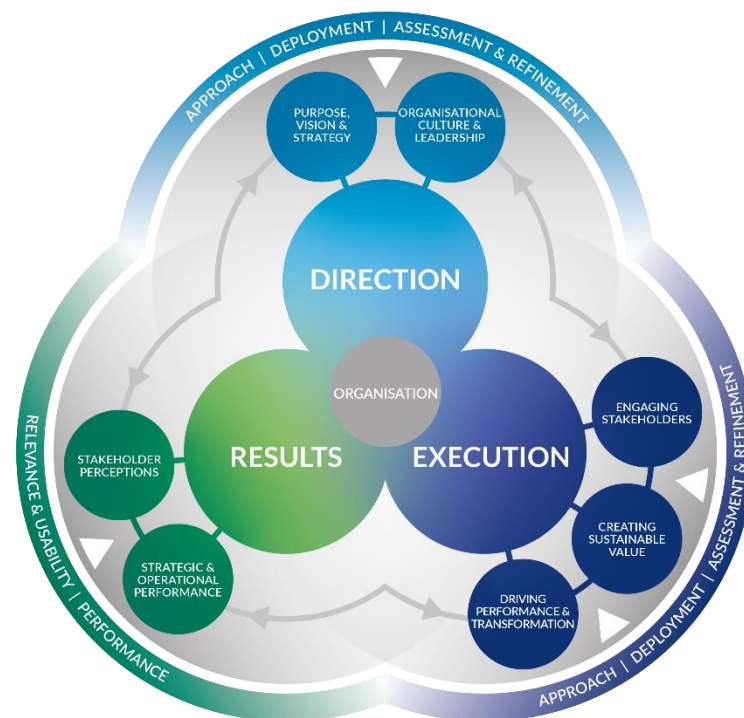 APPROACH | DEPLOYMENT | ASSESSMENT & REFINEMENT
PURPOSE,
VISION &
STRATEGY
ORGANISATIONAL
CULTURE &
LEADERSHIP
DIRECTION
ORGANISATION
RESULTS
EXECUTION
STAKEHOLDER
PERCEPTIONS
STRATEGIC &
OPERATIONAL
PERFORMANCE
ENGAGING
STAKEHOLDERS
CREATING
SUSTAINABLE
VALUE
DRIVING
PERFORMANCE &
TRANSFORMATION
RELEVANCE & USABILITY | PERFORMANCE
APPROACH | DEPLOYMENT | ASSESSMENT & REFINEMENT